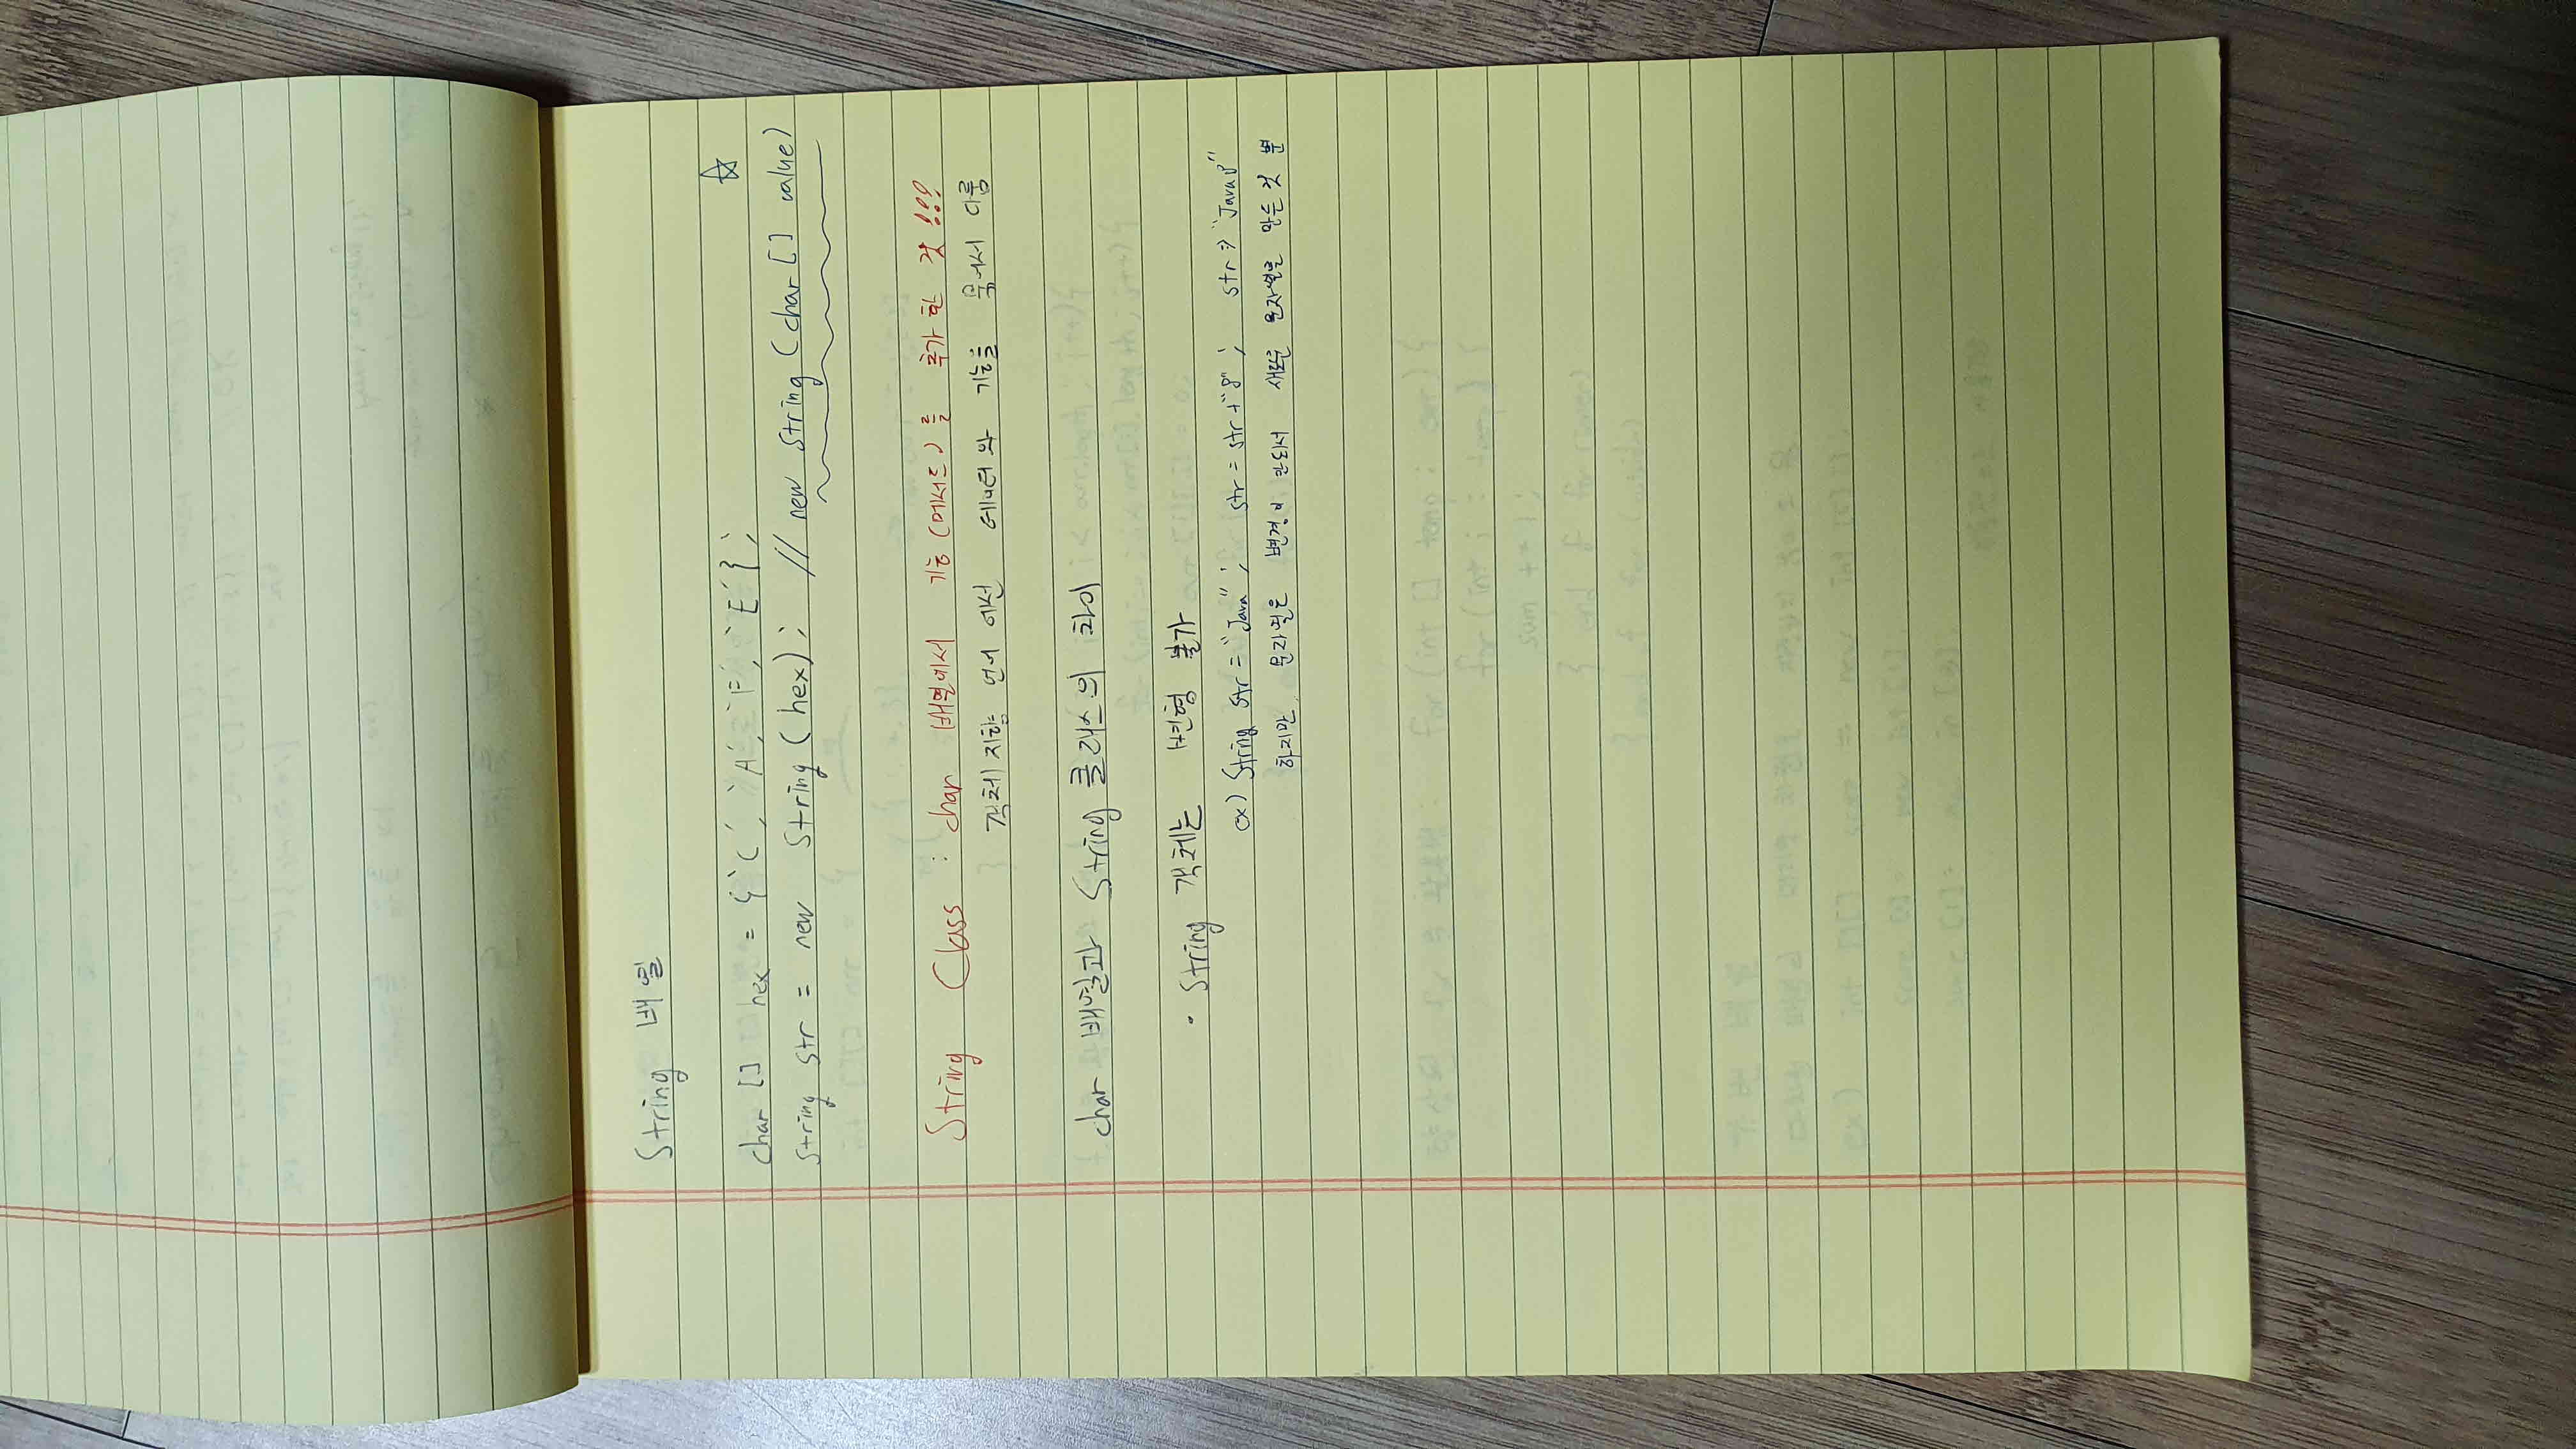 String 배열
char [] hex = {`C', `A', `F', `E'};
☆
String str = new String(hex); // new String(char[] value)
String Class : char 배열에서 기능(메서드)를 추가한 것!!!
객체지향 언어에선 데이터와 기능을 묶어서 다룸
char 배열과 String 클래스의 차이
· String 객체는 변형 불가
ex) String str = "Java"; str = str+"8"; str => "Java8"
하지만 문자열은 변경이 안되서 새로운 문자열을 만든것 뿐